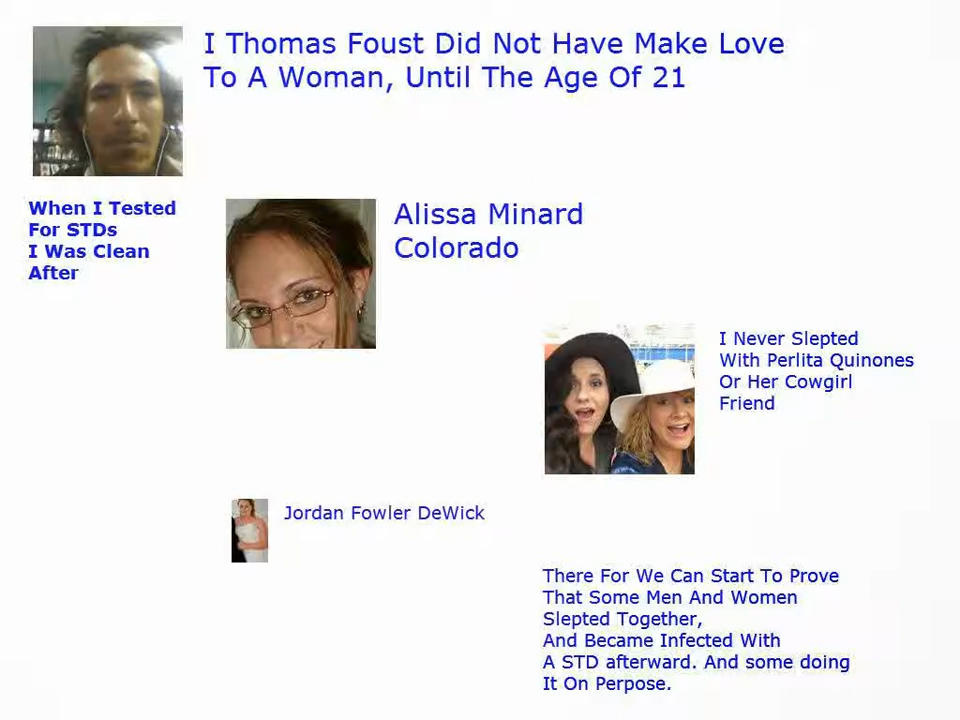 I Thomas Foust Did Not Have Make Love
To A Woman, Until The Age Of 21
When I Tested
For STDs
I Was Clean
After
Alissa Minard
Colorado
I Never Slepted
With Perlita Quinones
Or Her Cowgirl
Friend
Jordan Fowler DeWick
There For We Can Start To Prove
That Some Men And Women
Slepted Together,
And Became Infected With
A STD afterward. And some doing
It On Perpose.